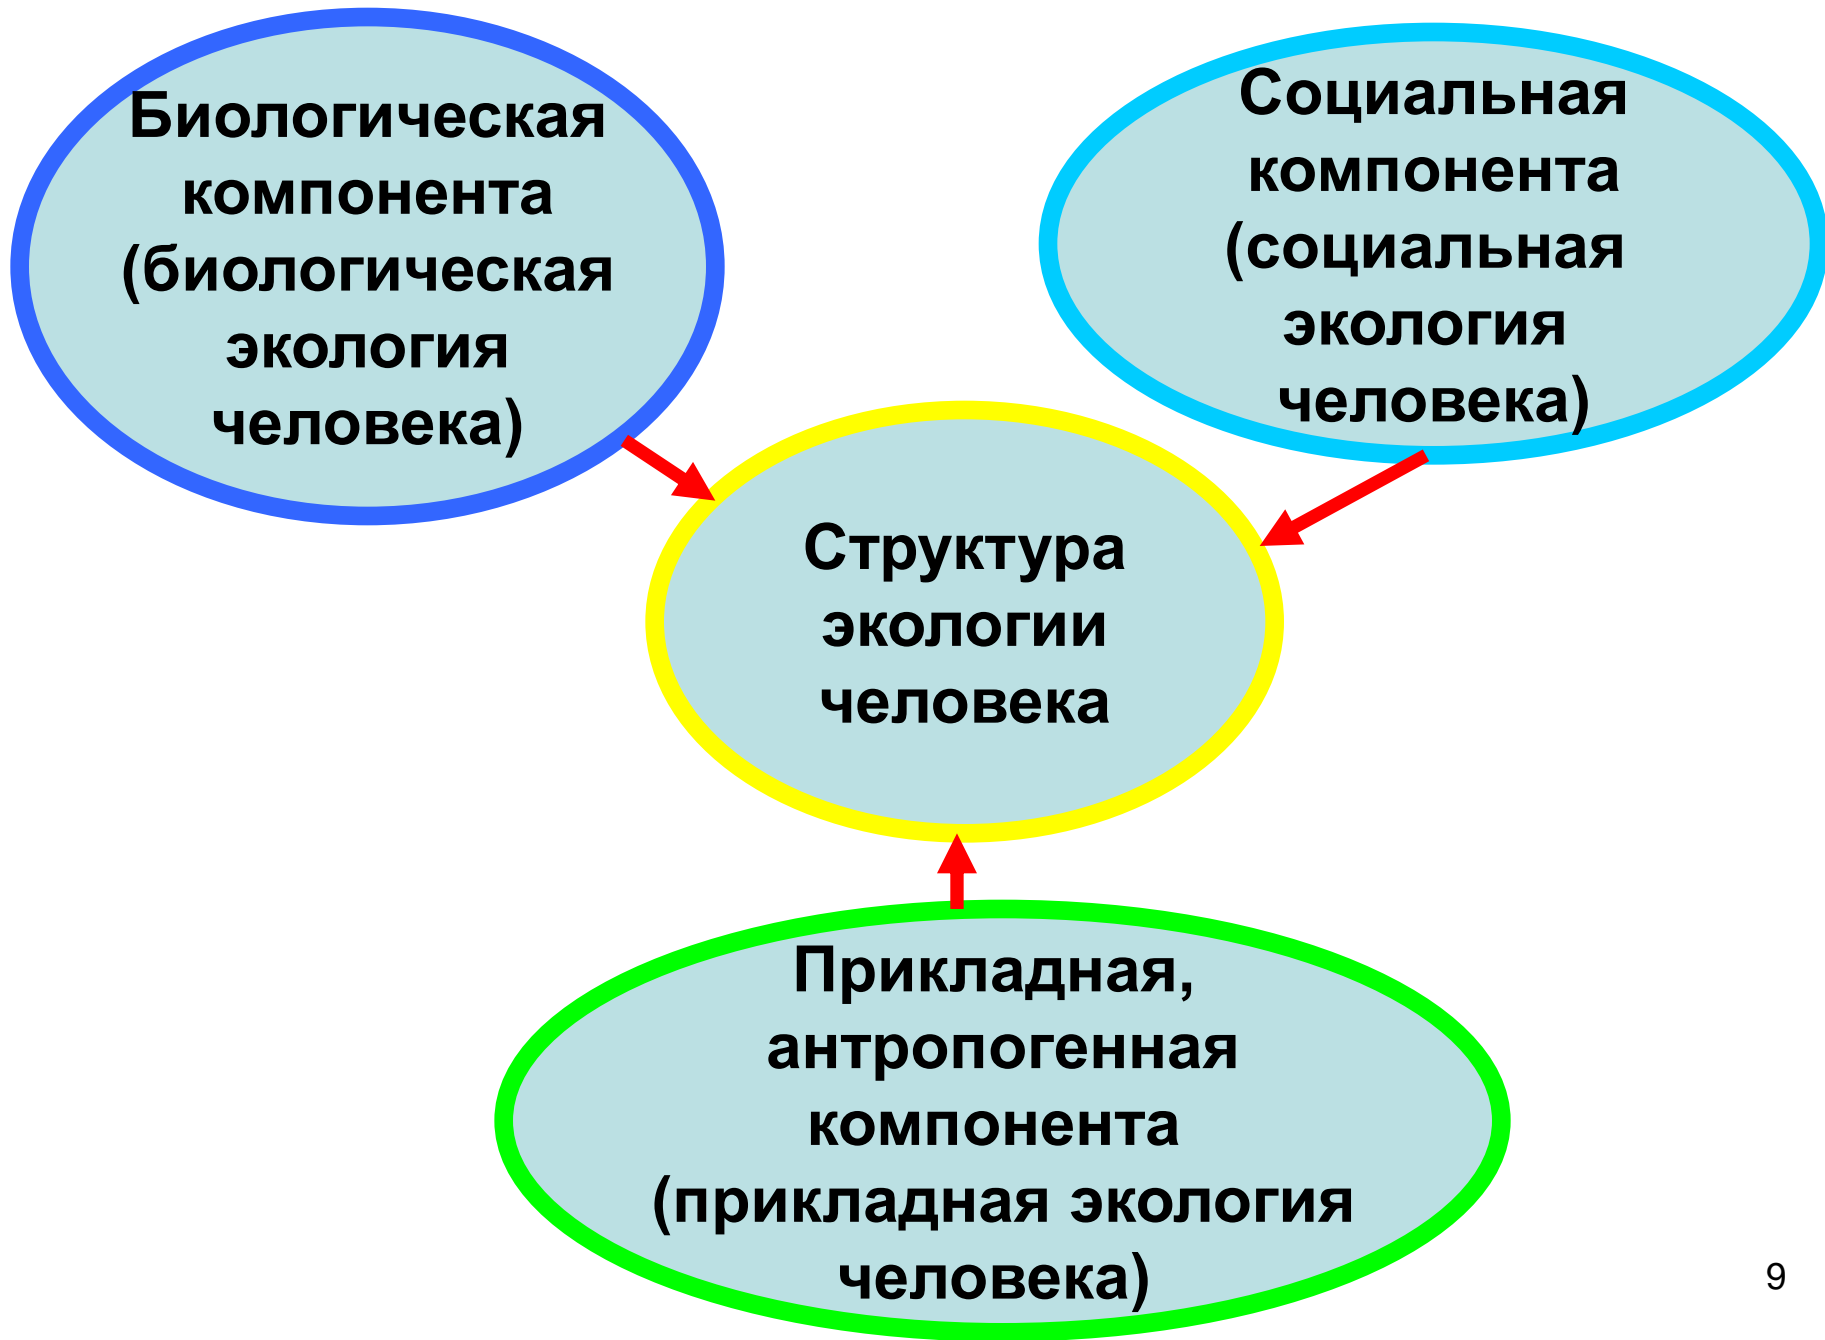 Биологическая
компонента
(биологическая
экология
человека)
Социальная
компонента
(социальная
экология
человека)
Структура
экологии
человека
Прикладная,
антропогенная
компонента
(прикладная экология
человека)
9